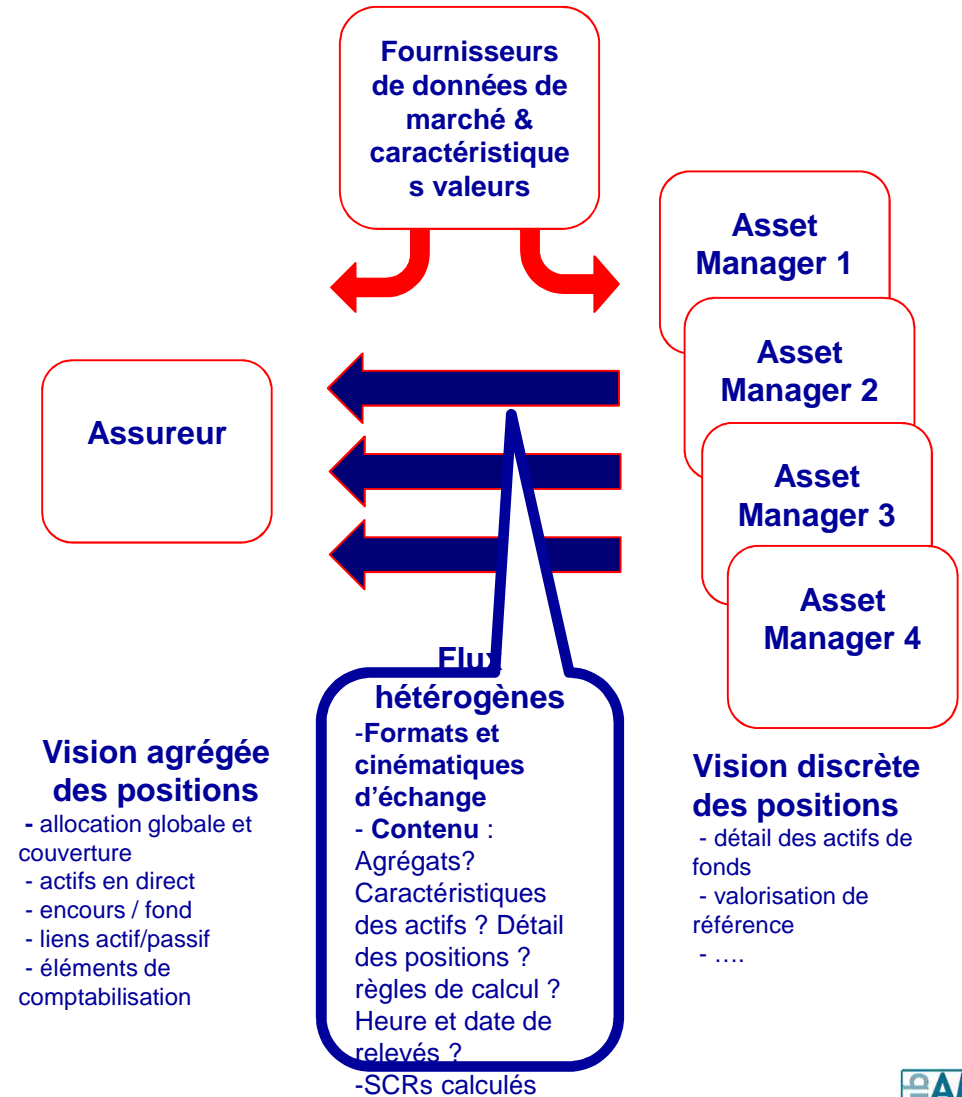 Fournisseurs
de données de
marché &
caractéristique
s valeurs
Asset
Manager 1
Asset
Manager 2
Asset
Manager 3
Asset
Manager 4
Assureur
Flux
hétérogènes
-Formats et
cinématiques
d’échange
- Contenu :
Agrégats?
Caractéristiques
des actifs ? Détail
des positions ?
règles de calcul ?
Heure et date de
relevés ?
-SCRs calculés
Vision agrégée
des positions
- allocation globale et
couverture
- actifs en direct
- encours / fond
- liens actif/passif
- éléments de
comptabilisation
Vision discrète
des positions
- détail des actifs de
fonds
- valorisation de
référence
- ….